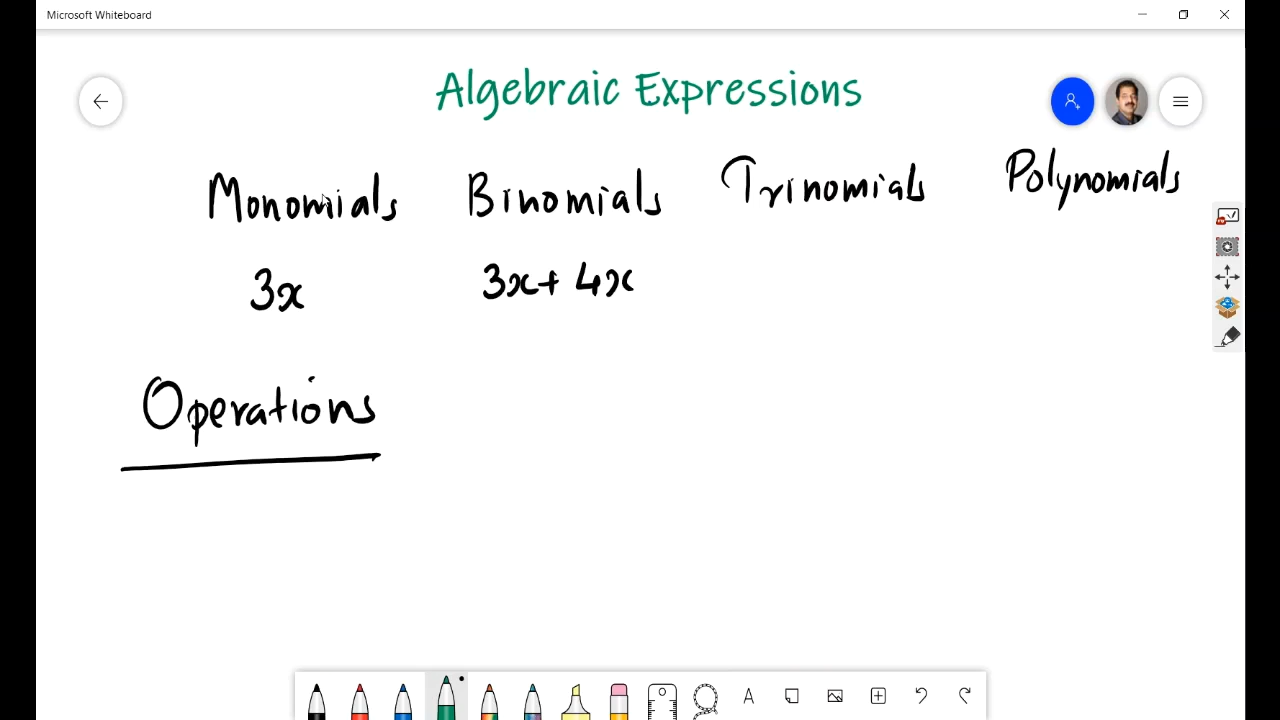 Microsoft Whiteboard
Algebraic Expressions
Monomials Binomials Trinomials Polynomials
3x 3x+ 4x
Operations
A